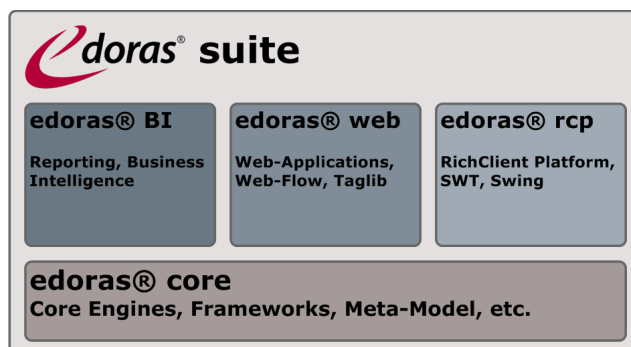 edoras® suite
edoras® BI
Reporting, Business
Intelligence
edoras® web
Web-Applications,
Web-Flow, Taglib
edoras® rcp
RichClient Platform,
SWT, Swing
edoras® core
Core Engines, Frameworks, Meta-Model, etc.